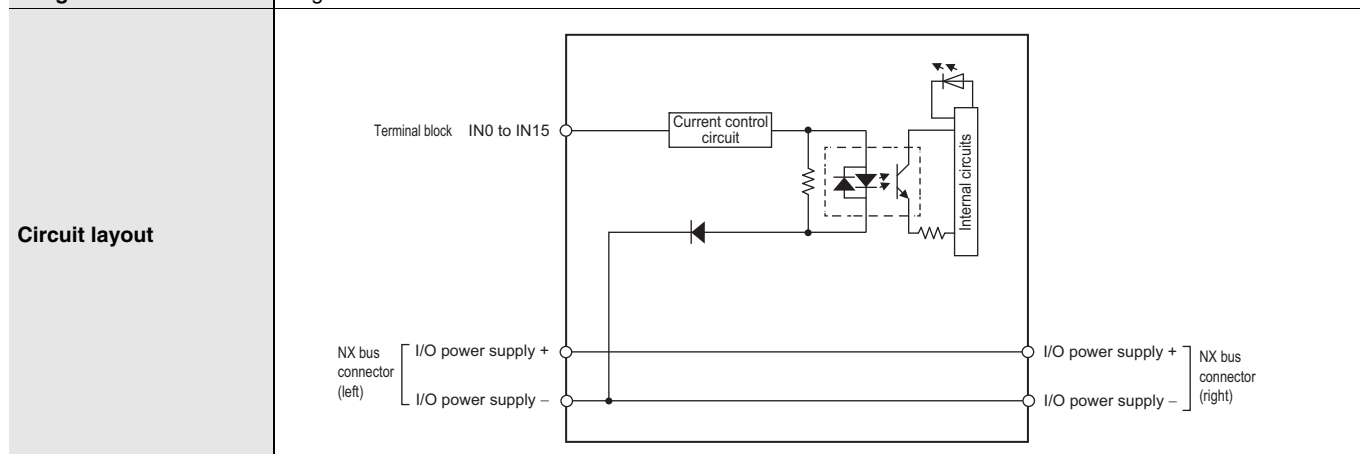 Circuit layout
Terminal block IN0 to IN15
Current control
circuit
Internal circuits
NX bus
connector
(left)
I/O power supply +
I/O power supply −
I/O power supply +
I/O power supply −
NX bus
connector
(right)